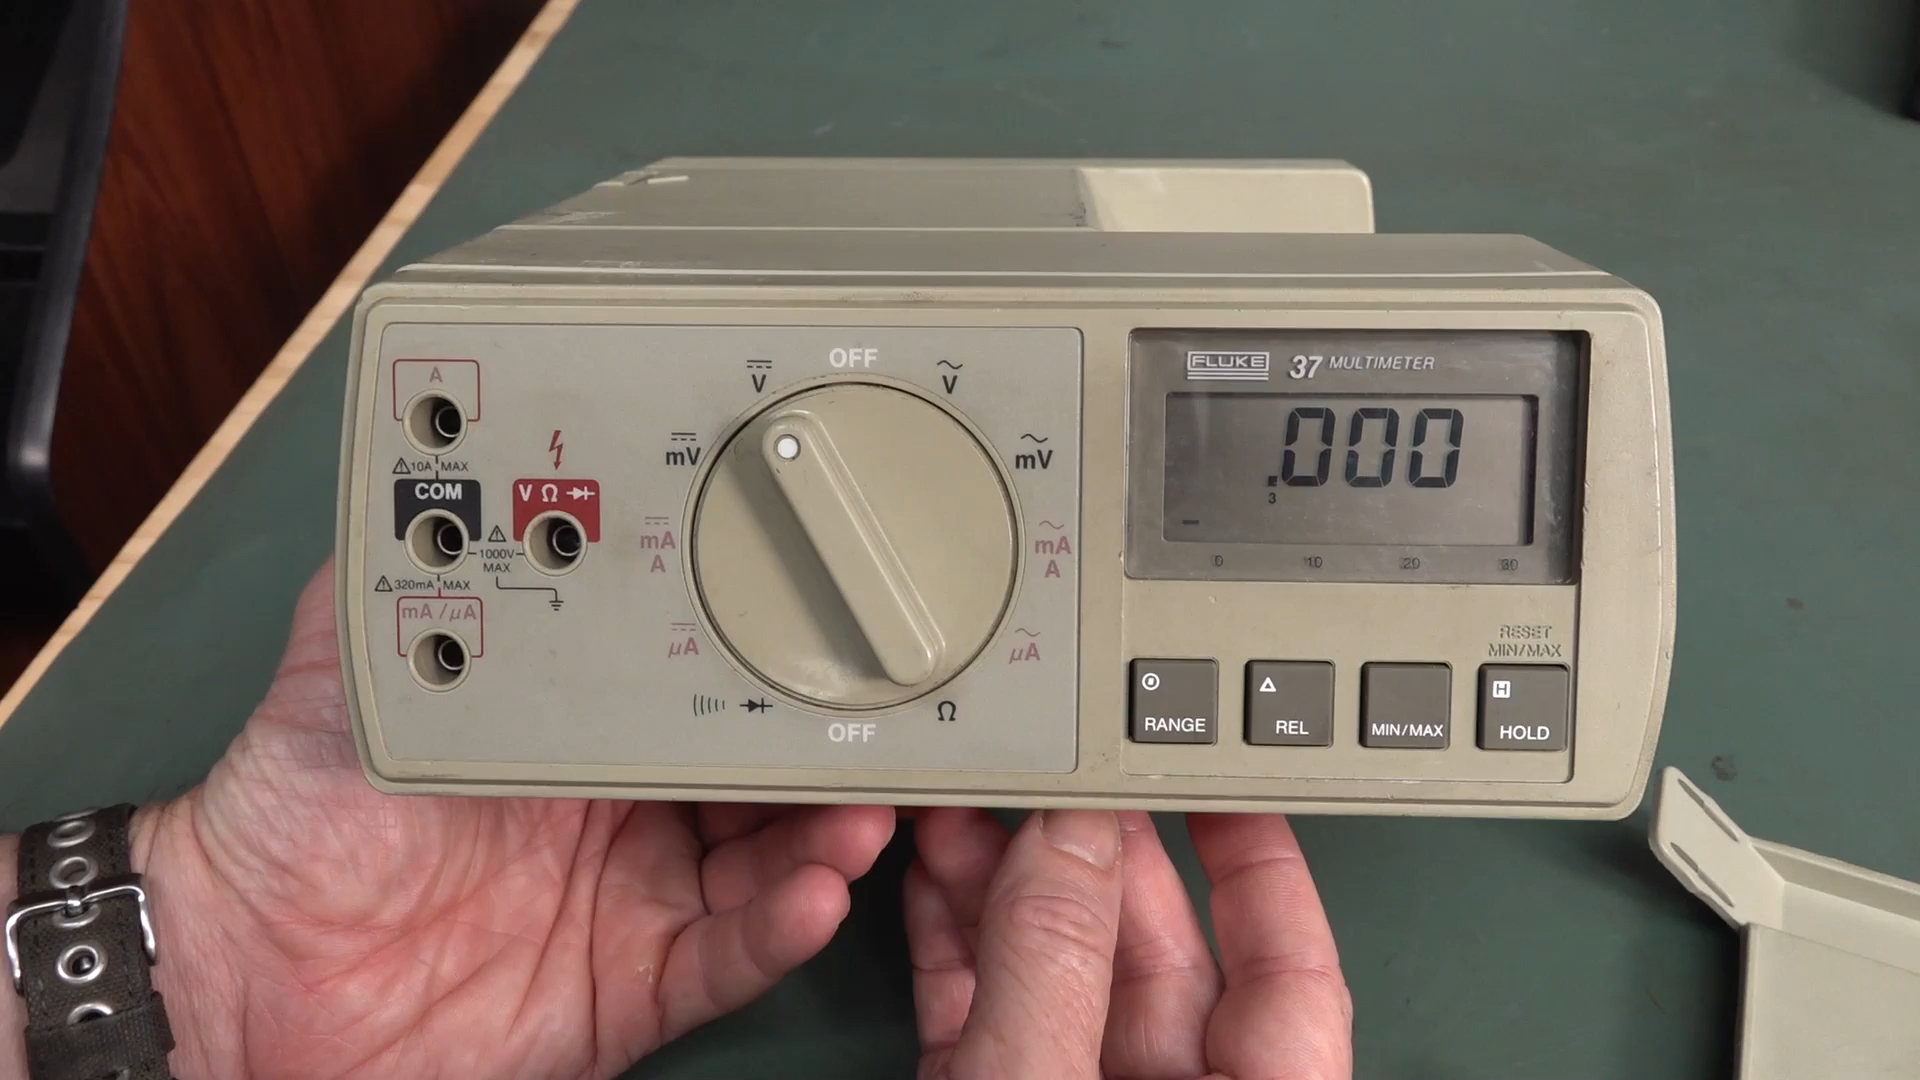 A
⚠10A MAX
COM
V Ω
⚠
1000V
MAX
⚠320mA MAX
mA/µA
OFF
V
mV
mA
A
µA
V
mV
mA
A
µA
Ω
OFF
FLUKE 37 MULTIMETER
.000
3
0 10 20 30
RESET
MIN/MAX
RANGE
REL
MIN/MAX
H
HOLD